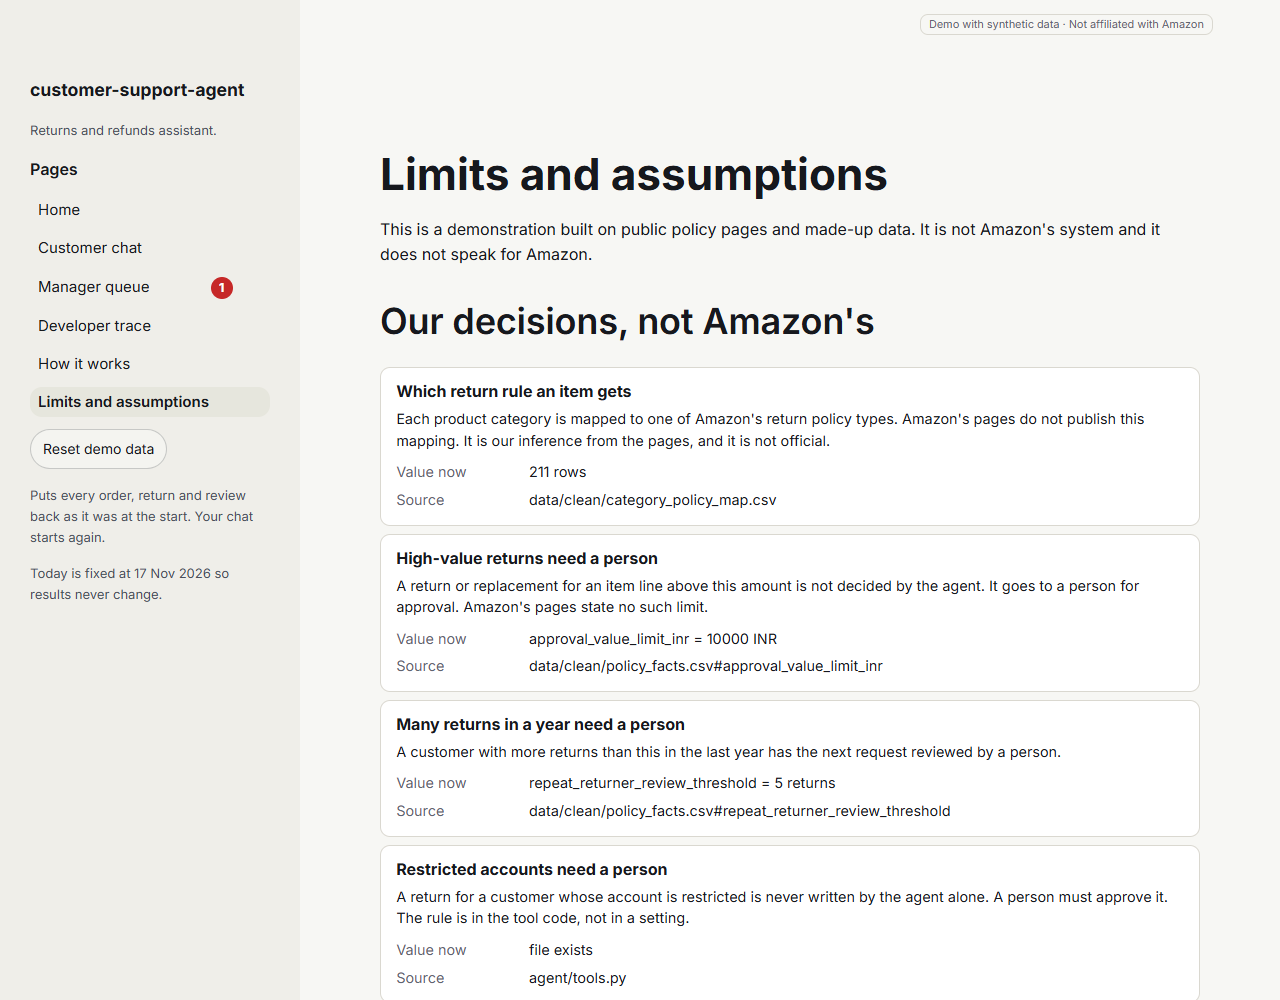 Demo with synthetic data · Not affiliated with Amazon
customer-support-agent
Returns and refunds assistant.
Pages
Home
Customer chat
Manager queue 1
Developer trace
How it works
Limits and assumptions
Reset demo data
Puts every order, return and review
back as it was at the start. Your chat
starts again.
Today is fixed at 17 Nov 2026 so
results never change.
Limits and assumptions
This is a demonstration built on public policy pages and made-up data. It is not Amazon's system and it
does not speak for Amazon.
Our decisions, not Amazon's
Which return rule an item gets
Each product category is mapped to one of Amazon's return policy types. Amazon's pages do not publish this
mapping. It is our inference from the pages, and it is not official.
Value now 211 rows
Source data/clean/category_policy_map.csv
High-value returns need a person
A return or replacement for an item line above this amount is not decided by the agent. It goes to a person for
approval. Amazon's pages state no such limit.
Value now approval_value_limit_inr = 10000 INR
Source data/clean/policy_facts.csv#approval_value_limit_inr
Many returns in a year need a person
A customer with more returns than this in the last year has the next request reviewed by a person.
Value now repeat_returner_review_threshold = 5 returns
Source data/clean/policy_facts.csv#repeat_returner_review_threshold
Restricted accounts need a person
A return for a customer whose account is restricted is never written by the agent alone. A person must approve it.
The rule is in the tool code, not in a setting.
Value now file exists
Source agent/tools.py